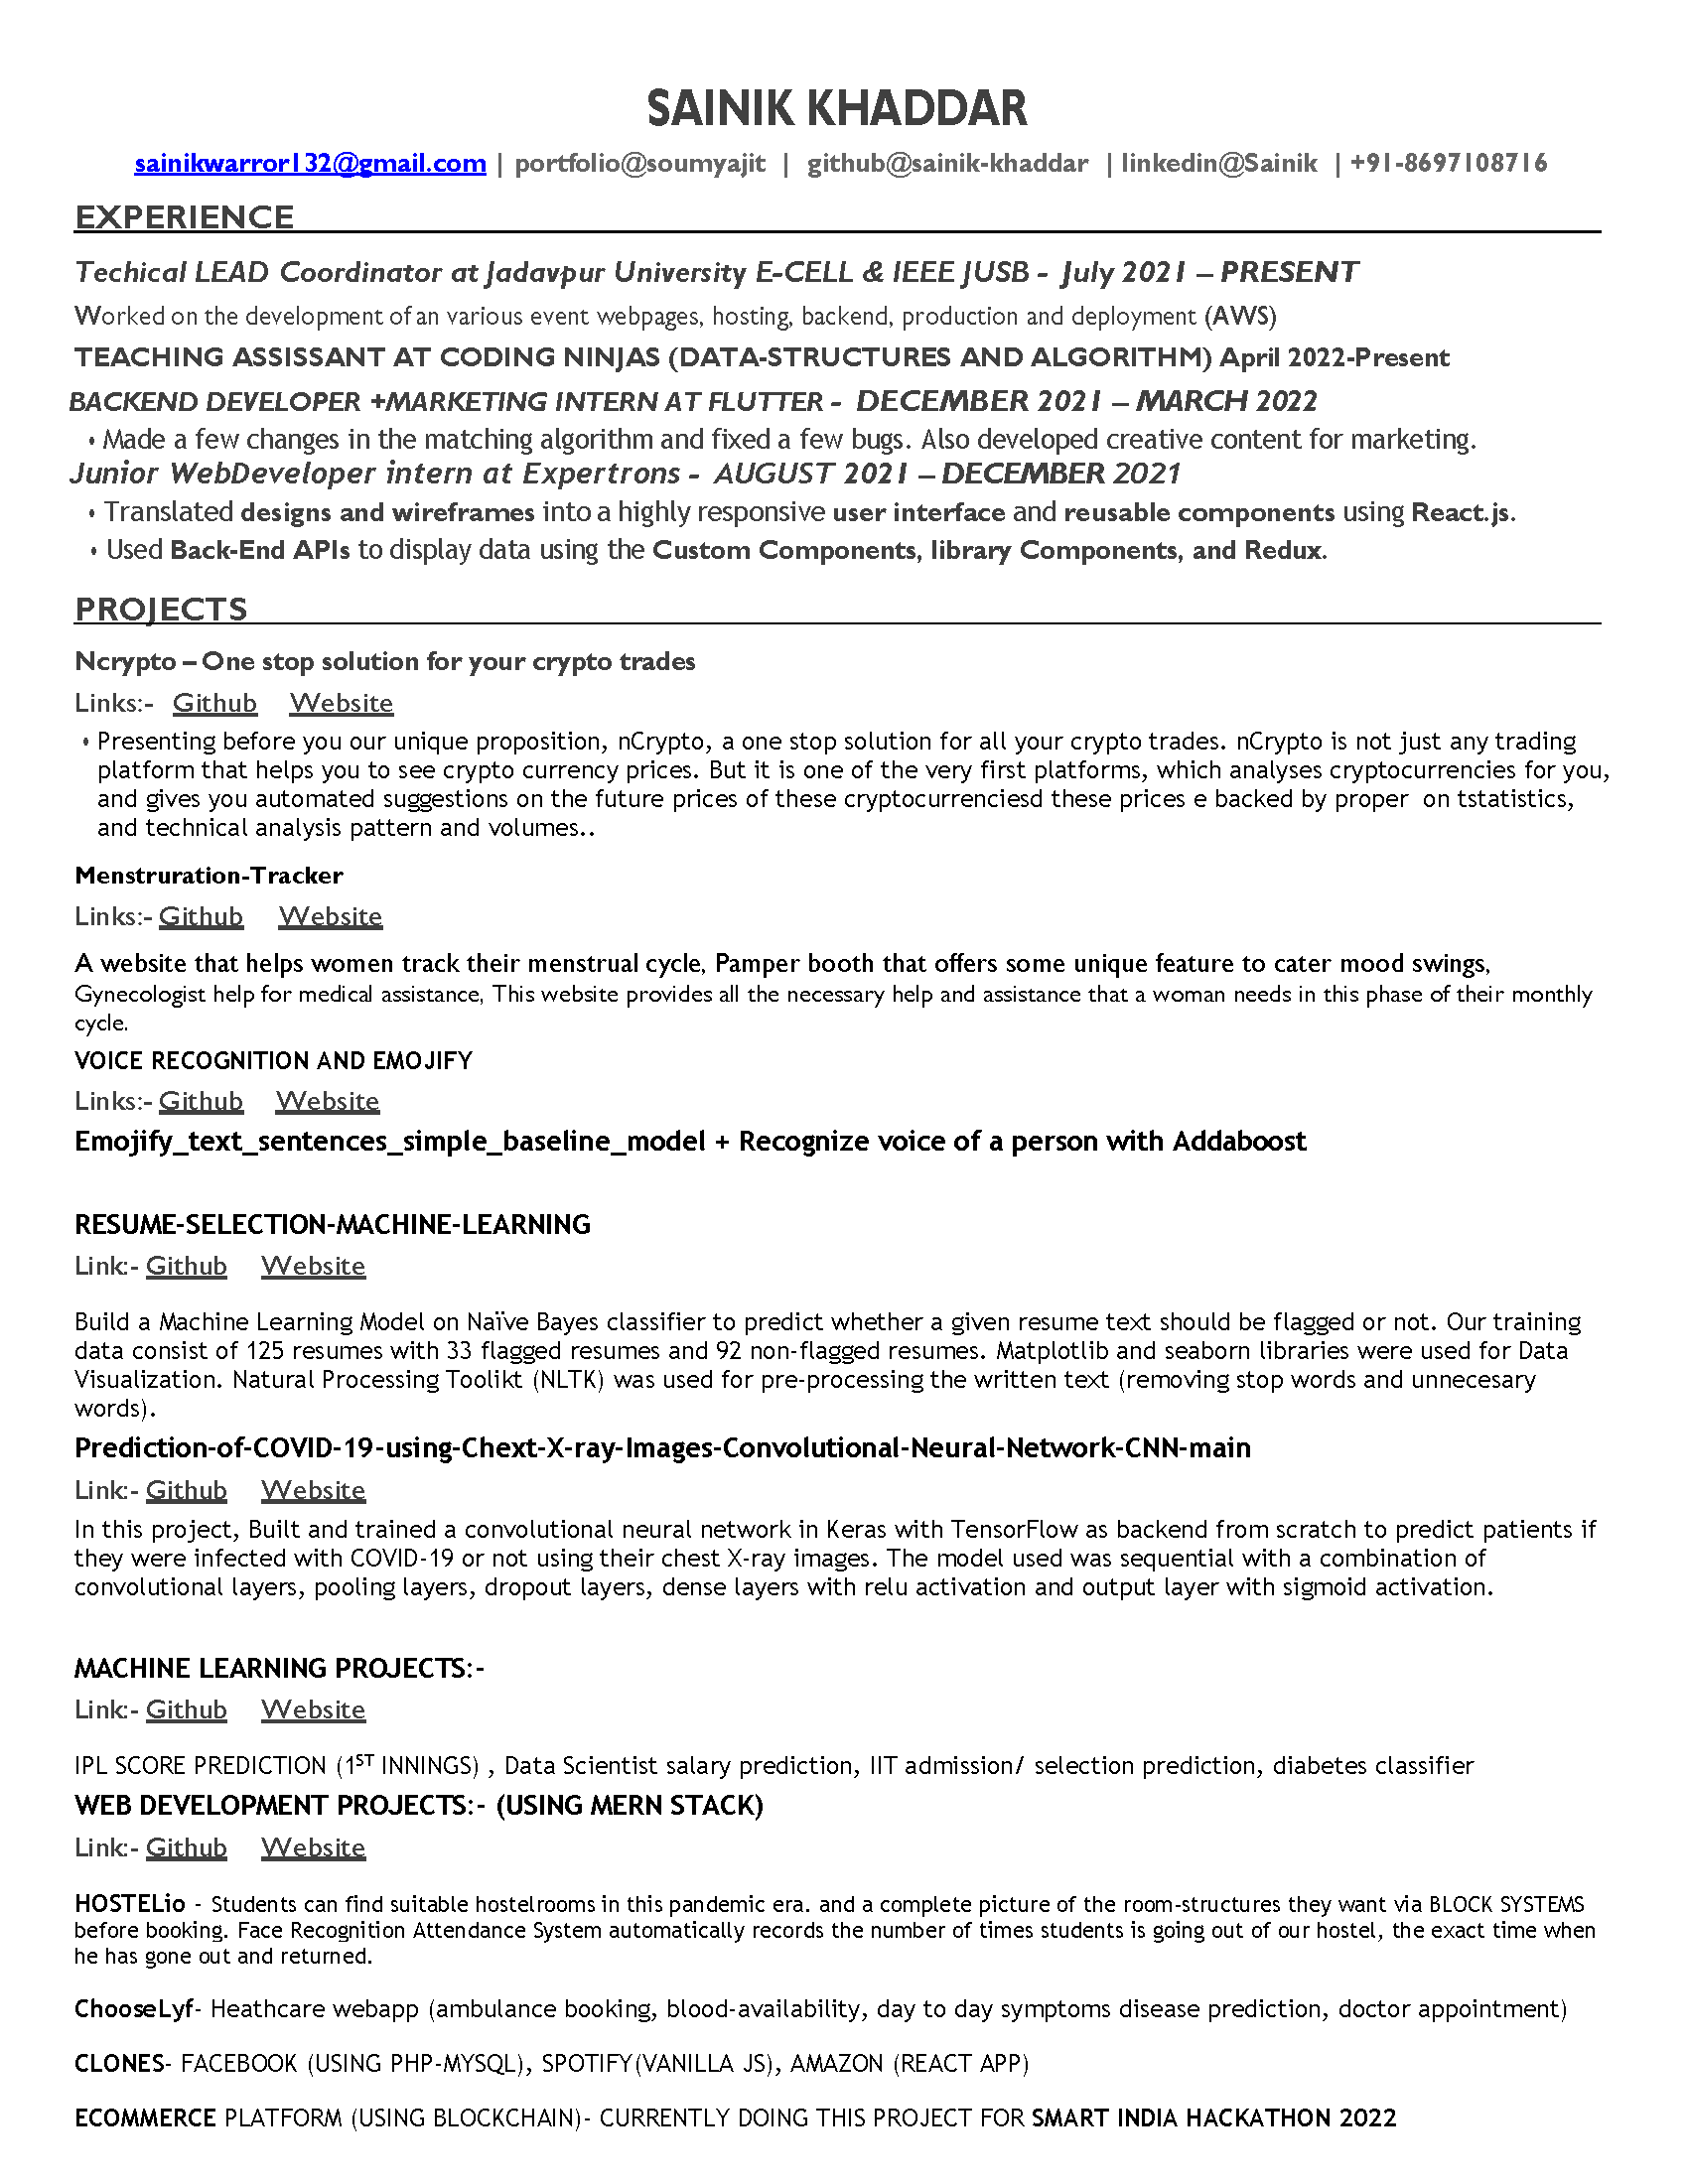 SAINIK KHADDAR
sainikwarror132@gmail.com | portfolio@soumyajit | github@sainik-khaddar | linkedin@Sainik | +91-8697108716
EXPERIENCE
Techical LEAD Coordinator at Jadavpur University E-CELL & IEEE JUSB - July 2021 – PRESENT
Worked on the development of an various event webpages, hosting, backend, production and deployment (AWS)
TEACHING ASSISSANT AT CODING NINJAS (DATA-STRUCTURES AND ALGORITHM) April 2022-Present
BACKEND DEVELOPER +MARKETING INTERN AT FLUTTER - DECEMBER 2021 – MARCH 2022
• Made a few changes in the matching algorithm and fixed a few bugs. Also developed creative content for marketing.
Junior WebDeveloper intern at Expertrons - AUGUST 2021 – DECEMBER 2021
• Translated designs and wireframes into a highly responsive user interface and reusable components using React.js.
• Used Back-End APIs to display data using the Custom Components, library Components, and Redux.
PROJECTS
Ncrypto – One stop solution for your crypto trades
Links:- Github Website
• Presenting before you our unique proposition, nCrypto, a one stop solution for all your crypto trades. nCrypto is not just any trading
platform that helps you to see crypto currency prices. But it is one of the very first platforms, which analyses cryptocurrencies for you,
and gives you automated suggestions on the future prices of these cryptocurrenciesd these prices e backed by proper on tstatistics,
and technical analysis pattern and volumes..
Menstruration-Tracker
Links:- Github Website
A website that helps women track their menstrual cycle, Pamper booth that offers some unique feature to cater mood swings,
Gynecologist help for medical assistance, This website provides all the necessary help and assistance that a woman needs in this phase of their monthly
cycle.
VOICE RECOGNITION AND EMOJIFY
Links:- Github Website
Emojify_text_sentences_simple_baseline_model + Recognize voice of a person with Addaboost
RESUME-SELECTION-MACHINE-LEARNING
Link:- Github Website
Build a Machine Learning Model on Naïve Bayes classifier to predict whether a given resume text should be flagged or not. Our training
data consist of 125 resumes with 33 flagged resumes and 92 non-flagged resumes. Matplotlib and seaborn libraries were used for Data
Visualization. Natural Processing Toolikt (NLTK) was used for pre-processing the written text (removing stop words and unnecesary
words).
Prediction-of-COVID-19-using-Chext-X-ray-Images-Convolutional-Neural-Network-CNN-main
Link:- Github Website
In this project, Built and trained a convolutional neural network in Keras with TensorFlow as backend from scratch to predict patients if
they were infected with COVID-19 or not using their chest X-ray images. The model used was sequential with a combination of
convolutional layers, pooling layers, dropout layers, dense layers with relu activation and output layer with sigmoid activation.
MACHINE LEARNING PROJECTS:-
Link:- Github Website
IPL SCORE PREDICTION (1ST INNINGS) , Data Scientist salary prediction, IIT admission/ selection prediction, diabetes classifier
WEB DEVELOPMENT PROJECTS:- (USING MERN STACK)
Link:- Github Website
HOSTELio - Students can find suitable hostelrooms in this pandemic era. and a complete picture of the room-structures they want via BLOCK SYSTEMS
before booking. Face Recognition Attendance System automatically records the number of times students is going out of our hostel, the exact time when
he has gone out and returned.
ChooseLyf- Heathcare webapp (ambulance booking, blood-availability, day to day symptoms disease prediction, doctor appointment)
CLONES- FACEBOOK (USING PHP-MYSQL), SPOTIFY(VANILLA JS), AMAZON (REACT APP)
ECOMMERCE PLATFORM (USING BLOCKCHAIN)- CURRENTLY DOING THIS PROJECT FOR SMART INDIA HACKATHON 2022